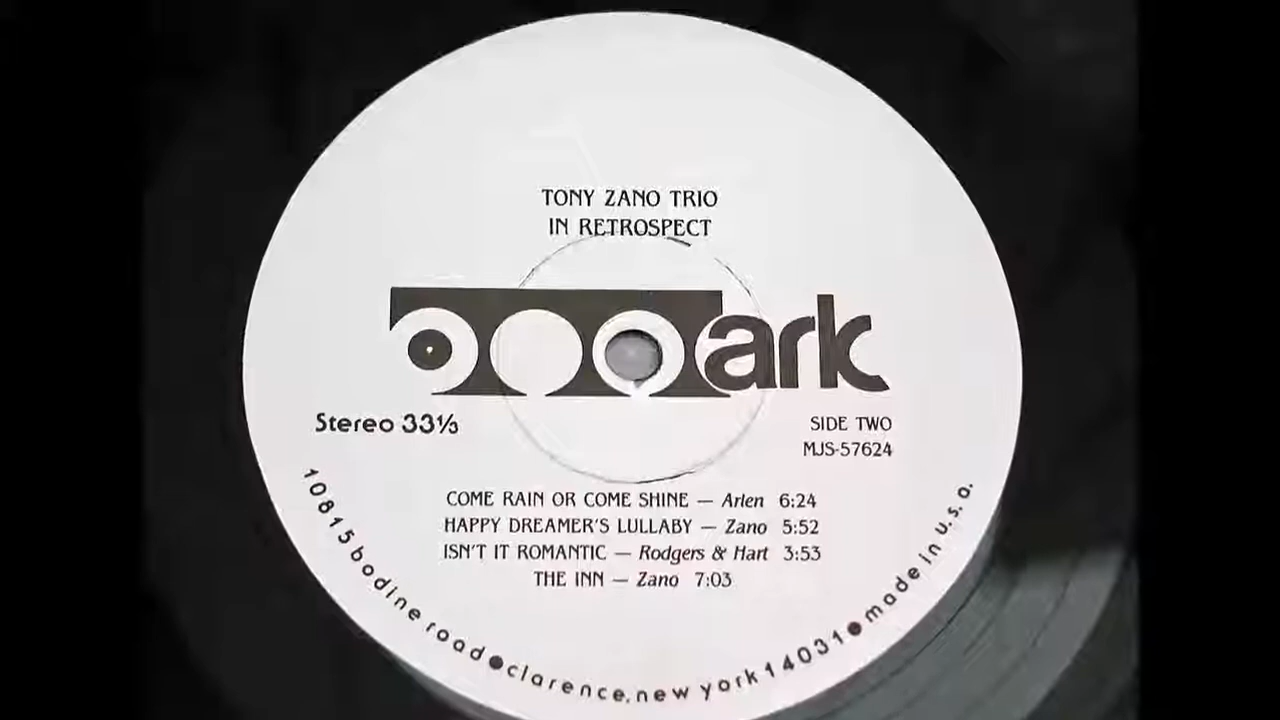 TONY ZANO TRIO
IN RETROSPECT
mark
Stereo 33⅓
SIDE TWO
MJS-57624
COME RAIN OR COME SHINE — Arlen 6:24
HAPPY DREAMER'S LULLABY — Zano 5:52
ISN'T IT ROMANTIC — Rodgers & Hart 3:53
THE INN — Zano 7:03
10815 bodine road●clarence, new york 14031●made in u.s.a.